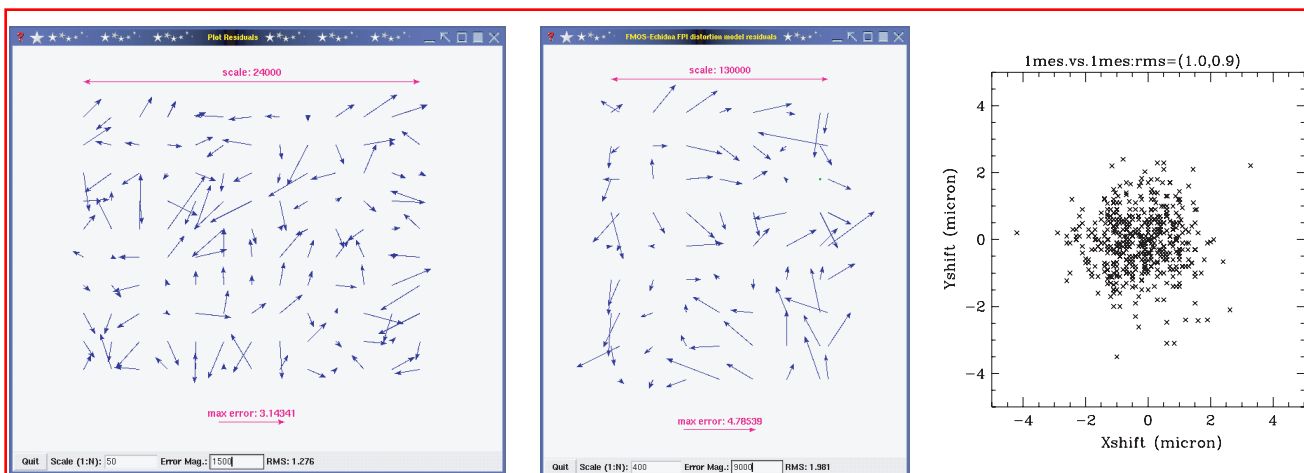 Plot Residuals
scale: 24000
max error: 3.14341
Quit Scale (1:N): 50 Error Mag.: 1500 RMS: 1.276
FMOS-Echidna FPI distortion model residuals
scale: 130000
max error: 4.78539
Quit Scale (1:N): 400 Error Mag.: 9000 RMS: 1.981
1mes.vs.1mes:rms=(1.0,0.9)
Yshift (micron)
4
2
0
−2
−4
−4 −2 0 2 4
Xshift (micron)